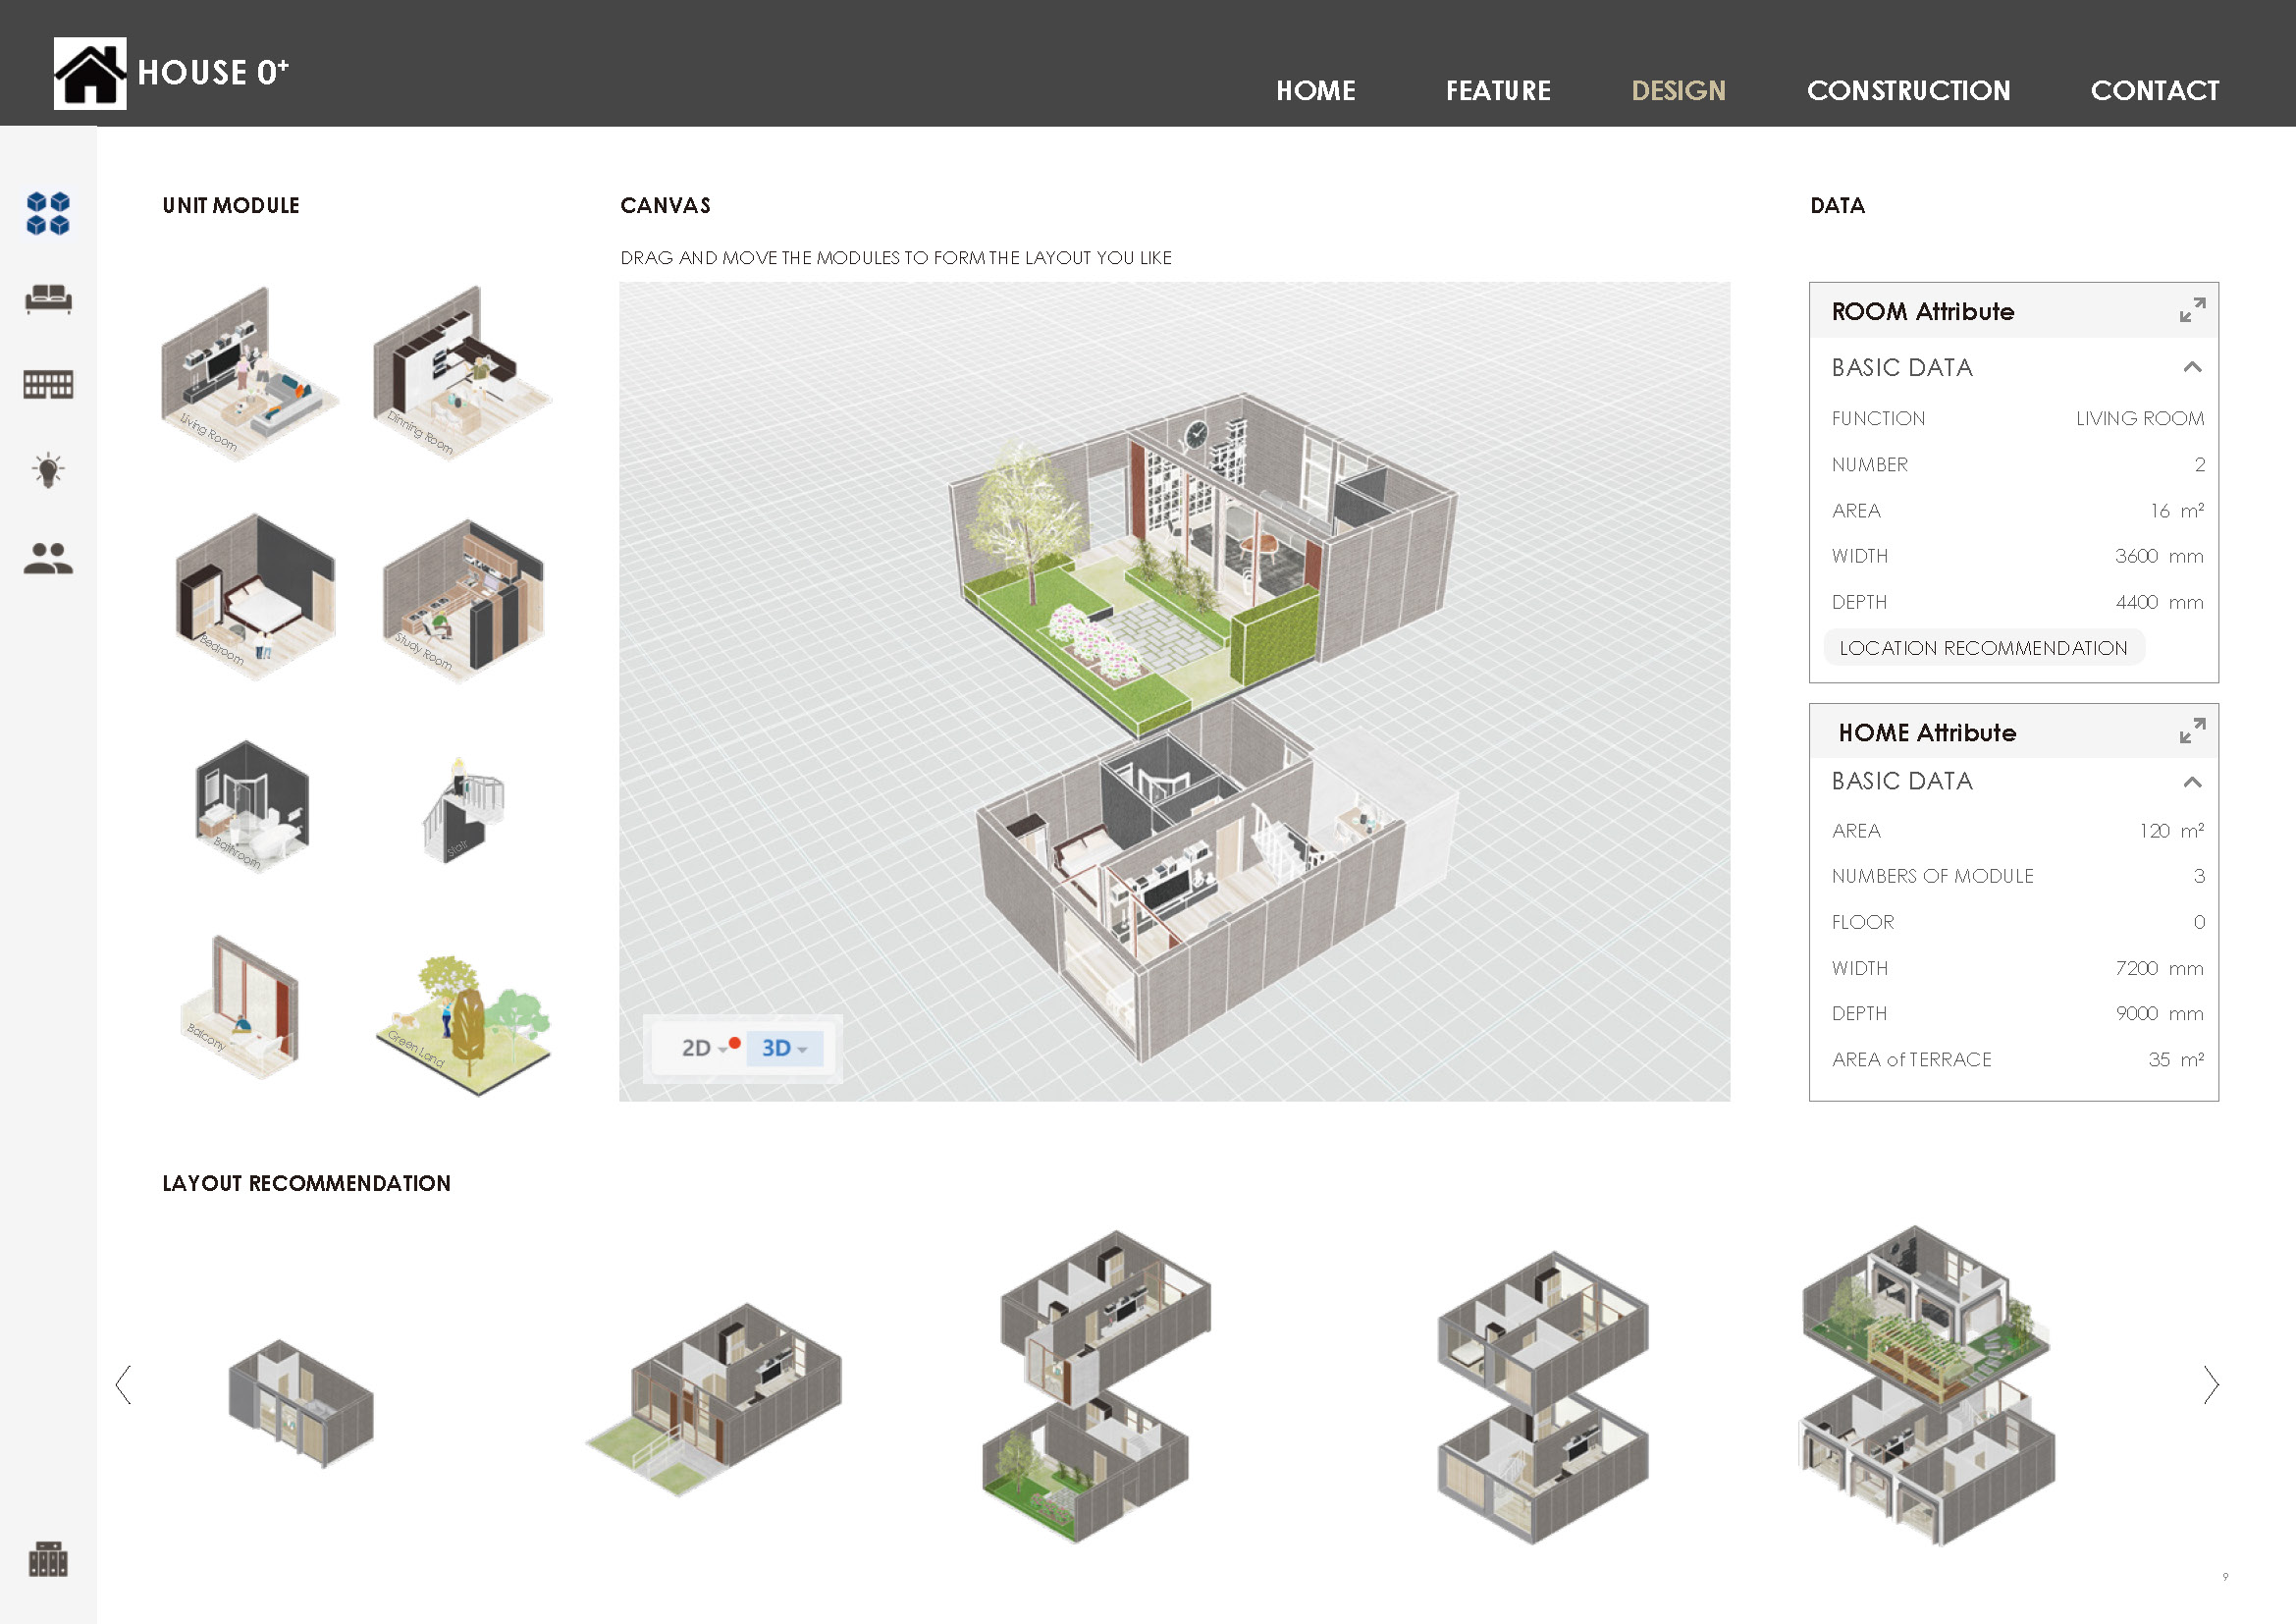 HOUSE 0⁺
HOME FEATURE DESIGN CONSTRUCTION CONTACT
UNIT MODULE
Living Room
Dinning Room
Bedroom
Study Room
Bathroom
Stair
Balcony
Green Land
CANVAS
DRAG AND MOVE THE MODULES TO FORM THE LAYOUT YOU LIKE
2D 3D
DATA
ROOM Attribute
BASIC DATA
FUNCTION LIVING ROOM
NUMBER 2
AREA 16 m²
WIDTH 3600 mm
DEPTH 4400 mm
LOCATION RECOMMENDATION
HOME Attribute
BASIC DATA
AREA 120 m²
NUMBERS OF MODULE 3
FLOOR 0
WIDTH 7200 mm
DEPTH 9000 mm
AREA of TERRACE 35 m²
LAYOUT RECOMMENDATION
9